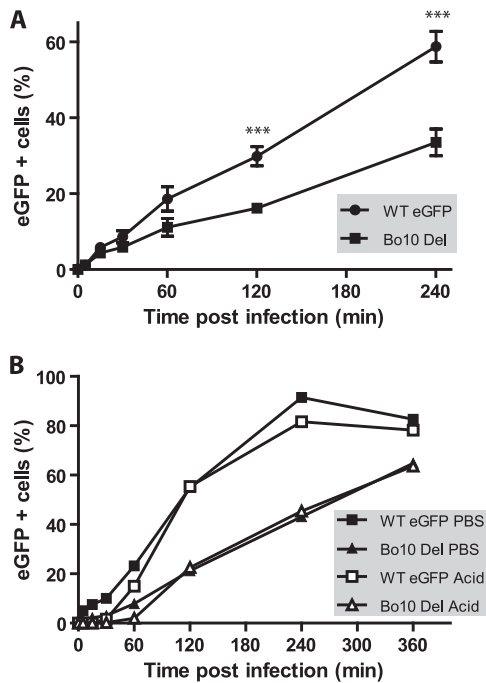 A
***
***
60
40
20
0
eGFP + cells (%)
WT eGFP
Bo10 Del
0 60 120 180 240
Time post infection (min)
B
100
80
60
40
20
0
eGFP + cells (%)
WT eGFP PBS
Bo10 Del PBS
WT eGFP Acid
Bo10 Del Acid
0 60 120 180 240 300 360
Time post infection (min)